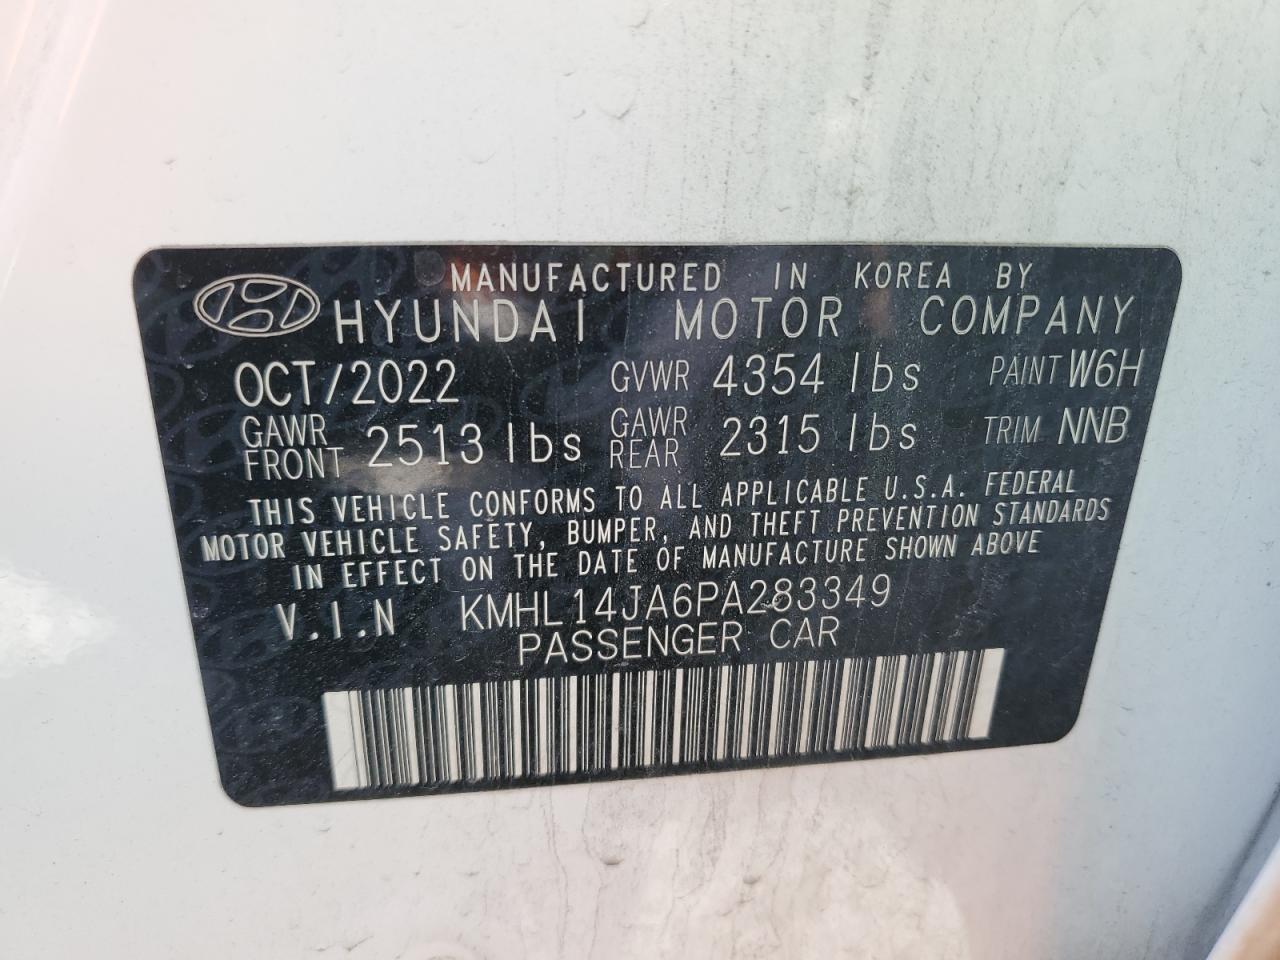 MANUFACTURED IN KOREA BY
HYUNDAI MOTOR COMPANY
OCT/2022 GVWR 4354 lbs PAINT W6H
GAWR FRONT 2513 lbs GAWR REAR 2315 lbs TRIM NNB
THIS VEHICLE CONFORMS TO ALL APPLICABLE U.S.A. FEDERAL
MOTOR VEHICLE SAFETY, BUMPER, AND THEFT PREVENTION STANDARDS
IN EFFECT ON THE DATE OF MANUFACTURE SHOWN ABOVE
V.I.N KMHL14JA6PA283349
PASSENGER CAR